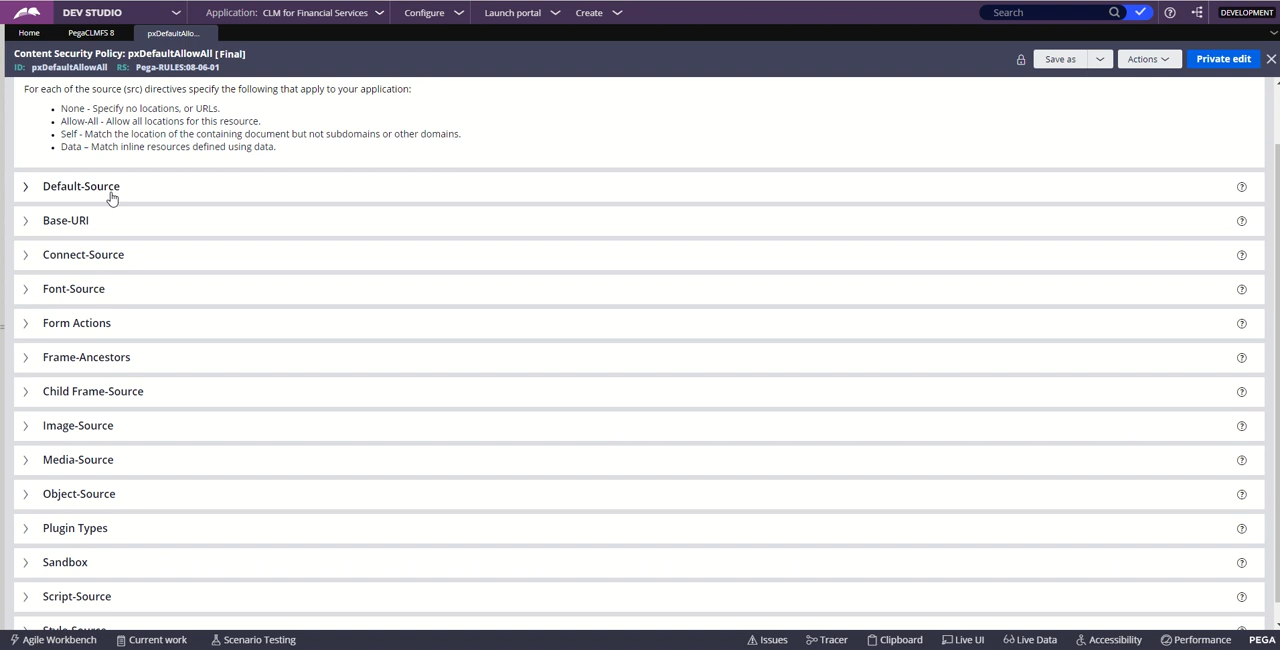 DEV STUDIO Application: CLM for Financial Services Configure Launch portal Create Search DEVELOPMENT
Home PegaCLMFS 8 pxDefaultAllo...
Content Security Policy: pxDefaultAllowAll [Final]
ID: pxDefaultAllowAll RS: Pega-RULES:08-06-01
Save as Actions Private edit
For each of the source (src) directives specify the following that apply to your application:
• None - Specify no locations, or URLs.
• Allow-All - Allow all locations for this resource.
• Self - Match the location of the containing document but not subdomains or other domains.
• Data – Match inline resources defined using data.
Default-Source
Base-URI
Connect-Source
Font-Source
Form Actions
Frame-Ancestors
Child Frame-Source
Image-Source
Media-Source
Object-Source
Plugin Types
Sandbox
Script-Source
Style-Source
Agile Workbench Current work Scenario Testing Issues Tracer Clipboard Live UI Live Data Accessibility Performance PEGA